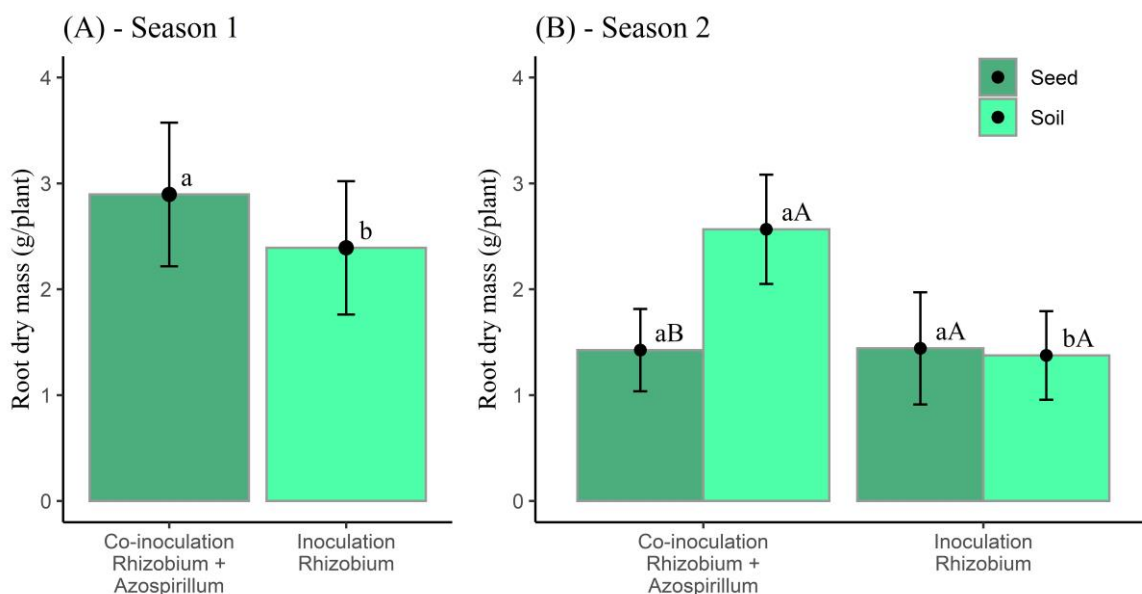 (A) - Season 1
Root dry mass (g/plant)
4
3
2
1
0
a
b
Co-inoculation
Rhizobium +
Azospirillum
Inoculation
Rhizobium
(B) - Season 2
Seed
Soil
Root dry mass (g/plant)
4
3
2
1
0
aB
aA
aA
bA
Co-inoculation
Rhizobium +
Azospirillum
Inoculation
Rhizobium